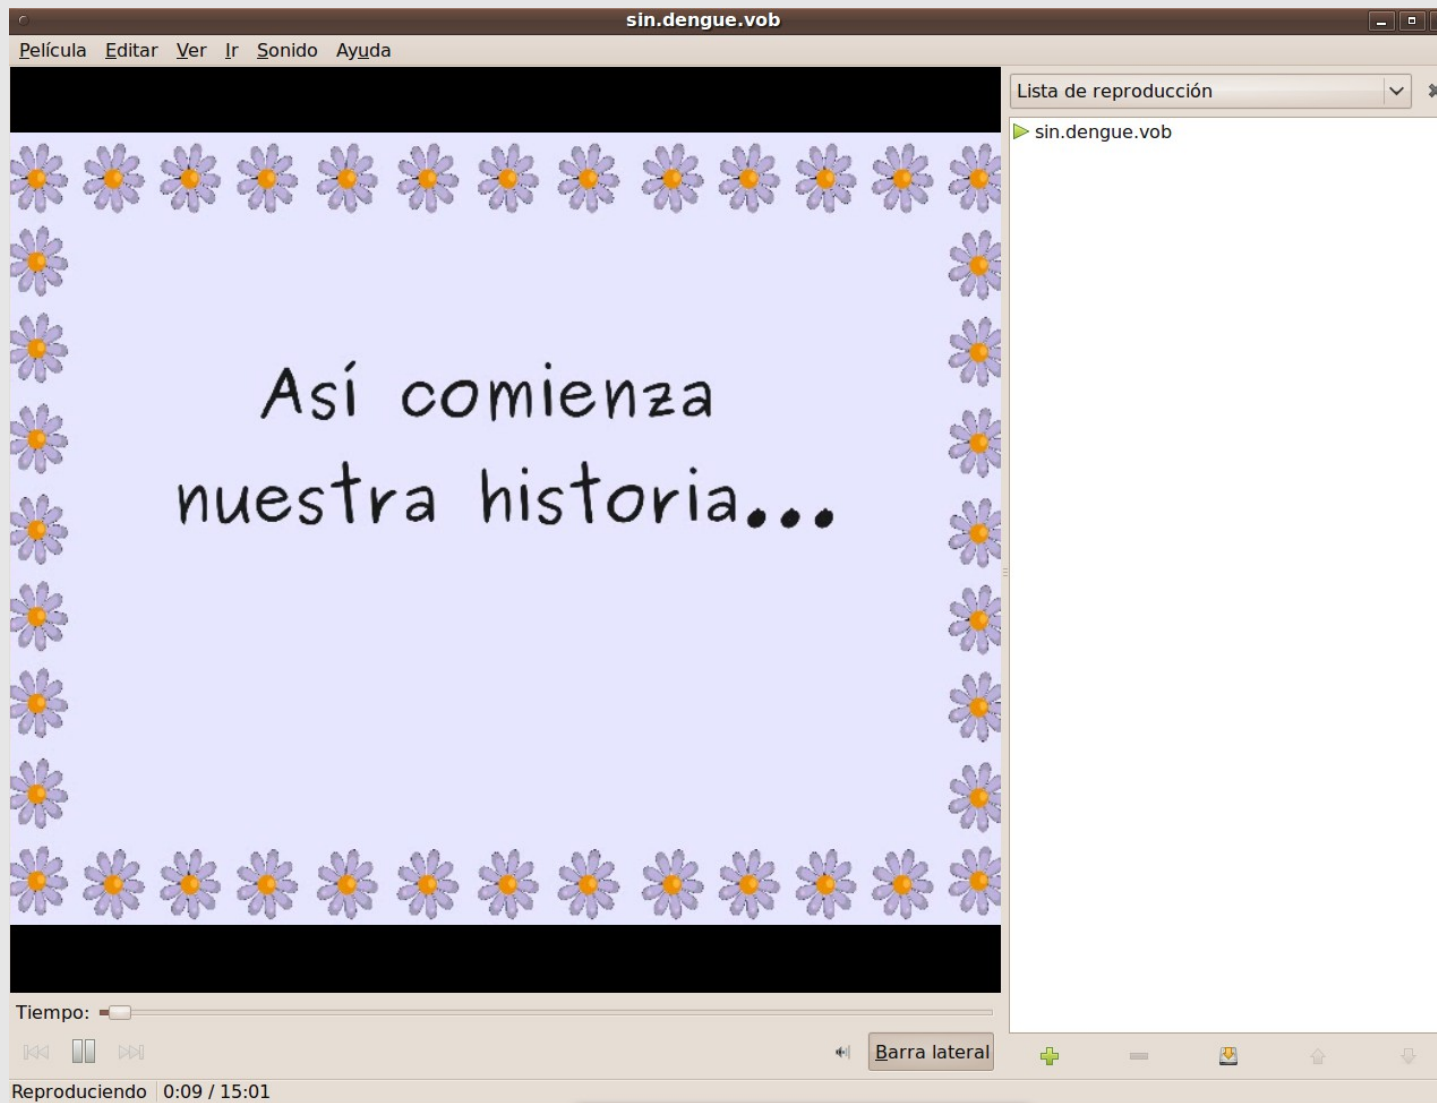 sin.dengue.vob
Película Editar Ver Ir Sonido Ayuda
Lista de reproducción
sin.dengue.vob
Así comienza
nuestra historia...
Tiempo:
Barra lateral
Reproduciendo 0:09 / 15:01